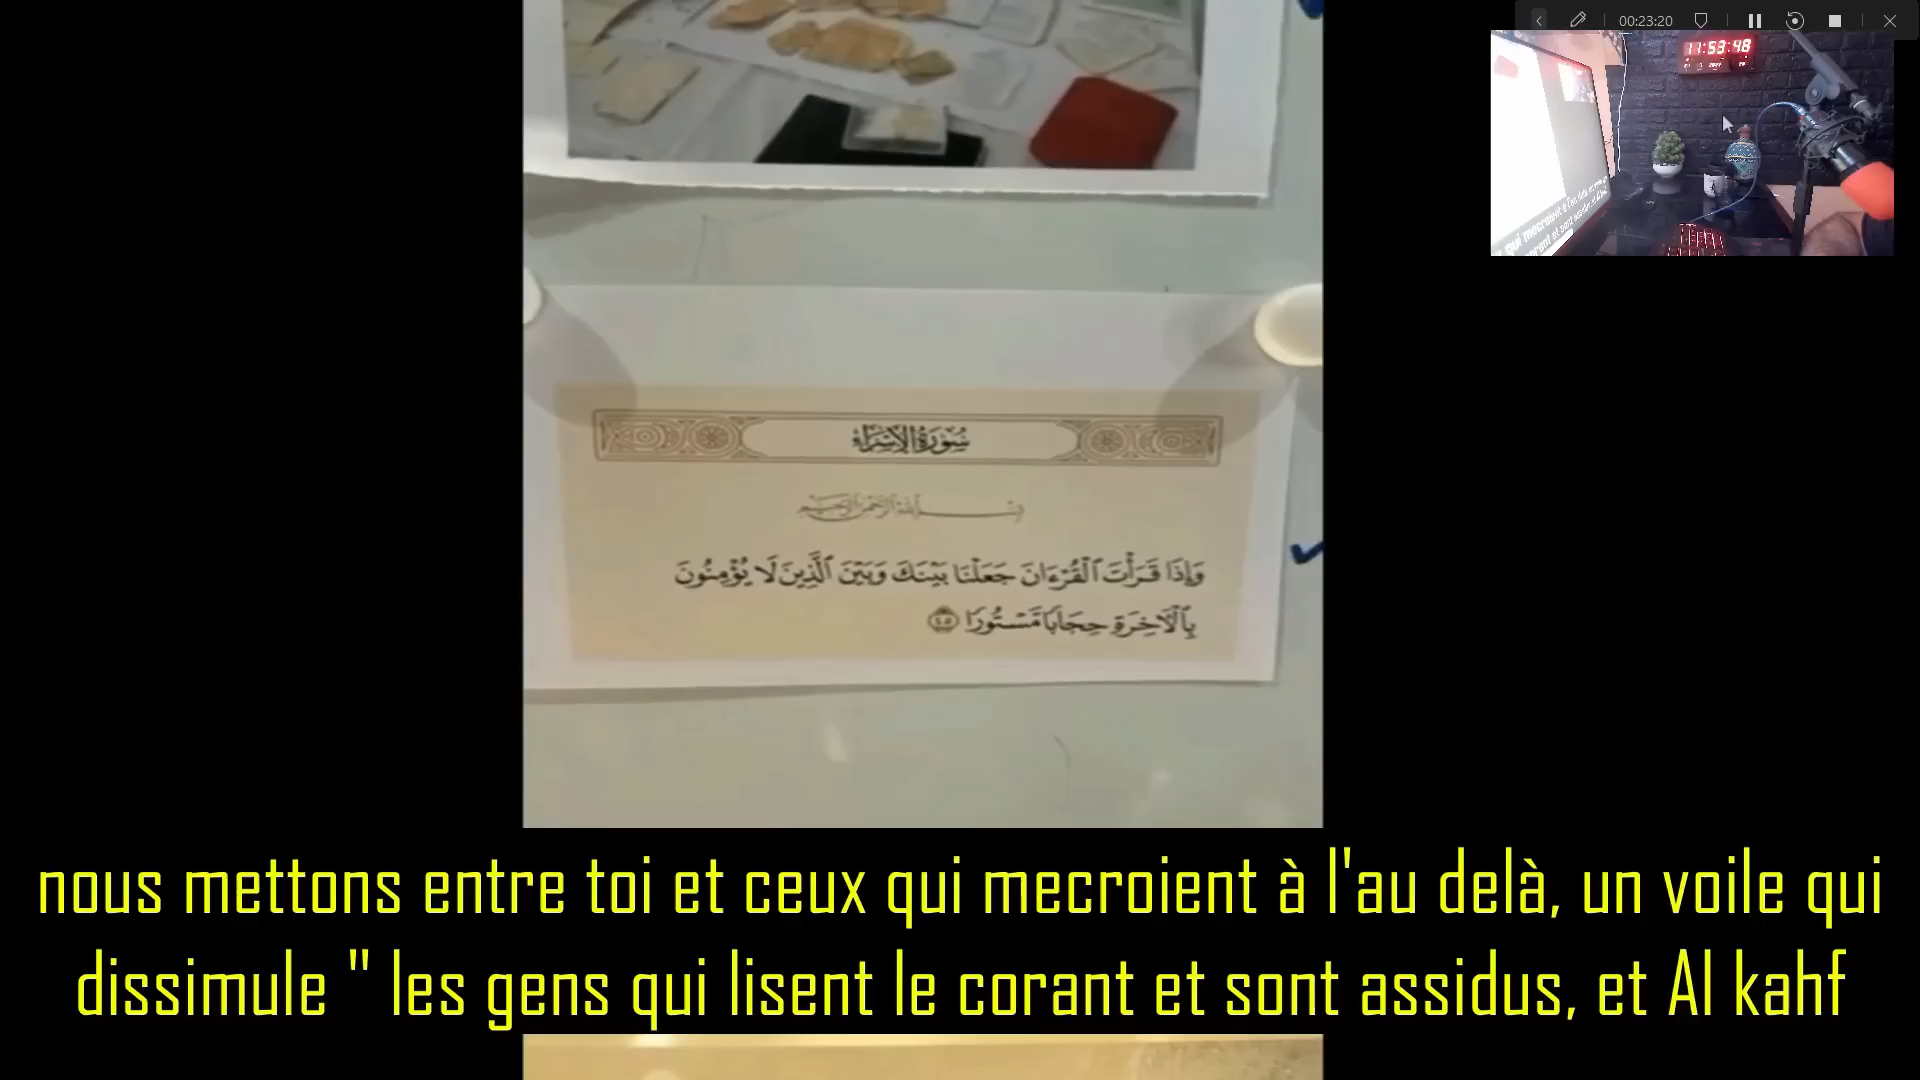 00:23:20
11:53:48
سورة الإسراء
بسم الله الرحمن الرحيم
وَإِذَا قَرَأْتَ ٱلْقُرْءَانَ جَعَلْنَا بَيْنَكَ وَبَيْنَ ٱلَّذِينَ لَا يُؤْمِنُونَ
بِٱلْءَاخِرَةِ حِجَابًا مَّسْتُورًا ٤٥
nous mettons entre toi et ceux qui mecroient à l'au delà, un voile qui
dissimule " les gens qui lisent le corant et sont assidus, et Al kahf